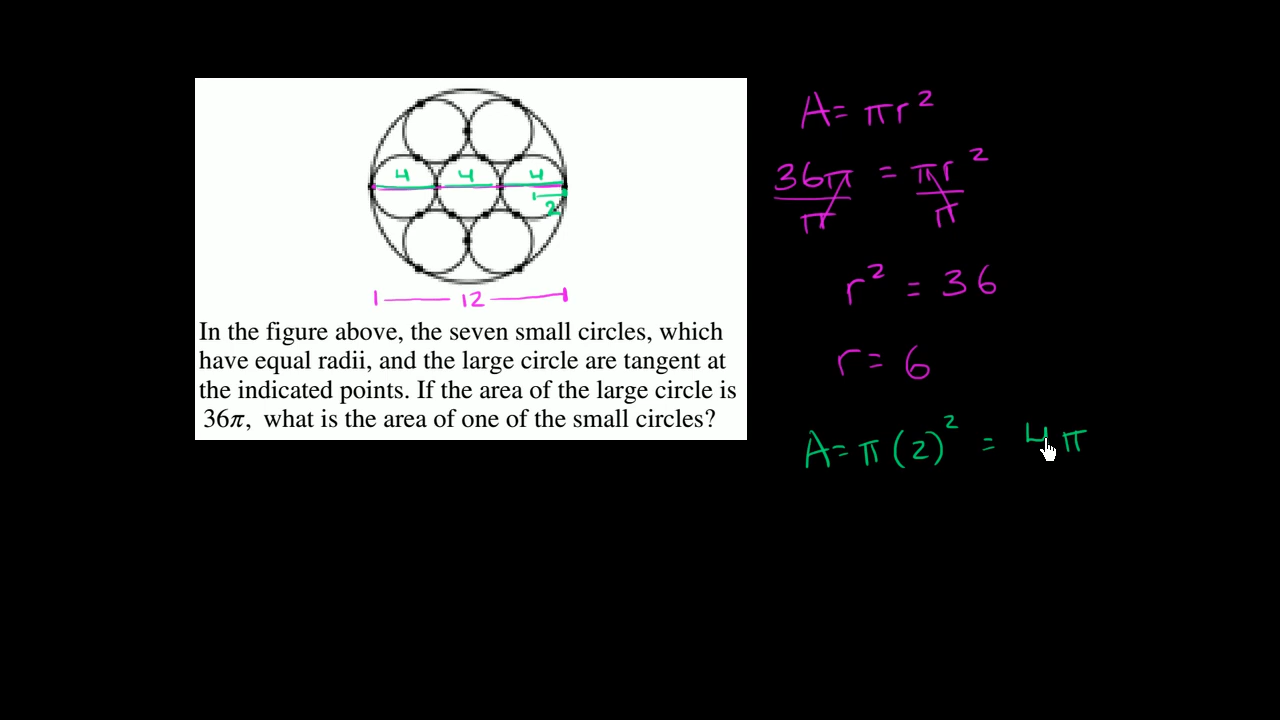 4 4 4
2
12
In the figure above, the seven small circles, which
have equal radii, and the large circle are tangent at
the indicated points. If the area of the large circle is
36π, what is the area of one of the small circles?
A = πr²
36π/π = πr²/π
r² = 36
r = 6
A = π(2)² = 4π